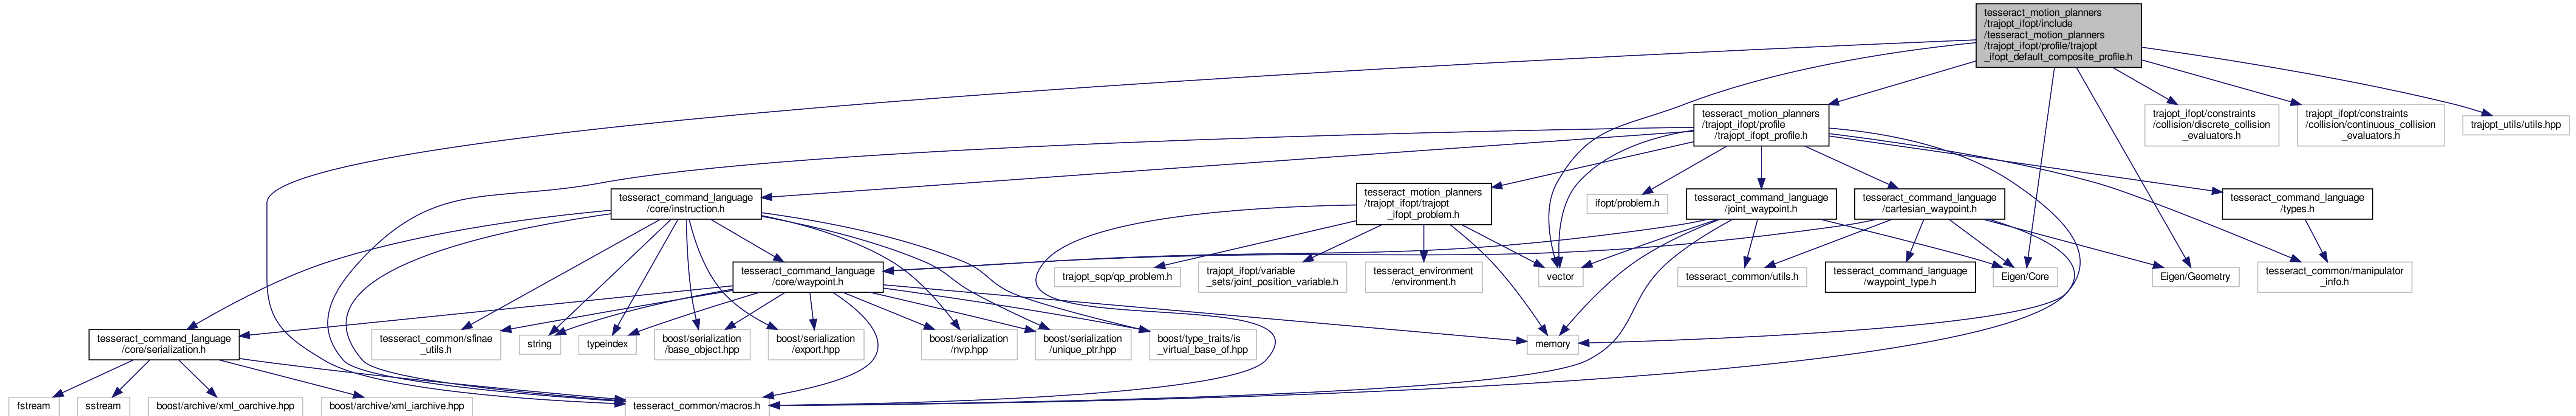 tesseract_motion_planners
/trajopt_ifopt/include
/tesseract_motion_planners
/trajopt_ifopt/profile/trajopt
_ifopt_default_composite_profile.h
tesseract_motion_planners
/trajopt_ifopt/profile
/trajopt_ifopt_profile.h
trajopt_ifopt/constraints
/collision/discrete_collision
_evaluators.h
trajopt_ifopt/constraints
/collision/continuous_collision
_evaluators.h
trajopt_utils/utils.hpp
tesseract_command_language
/core/instruction.h
tesseract_motion_planners
/trajopt_ifopt/trajopt
_ifopt_problem.h
ifopt/problem.h
tesseract_command_language
/joint_waypoint.h
tesseract_command_language
/cartesian_waypoint.h
tesseract_command_language
/types.h
tesseract_command_language
/core/waypoint.h
trajopt_sqp/qp_problem.h
trajopt_ifopt/variable
_sets/joint_position_variable.h
tesseract_environment
/environment.h
vector
tesseract_common/utils.h
tesseract_command_language
/waypoint_type.h
Eigen/Core
Eigen/Geometry
tesseract_common/manipulator
_info.h
tesseract_command_language
/core/serialization.h
tesseract_common/sfinae
_utils.h
string
typeindex
boost/serialization
/base_object.hpp
boost/serialization
/export.hpp
boost/serialization
/nvp.hpp
boost/serialization
/unique_ptr.hpp
boost/type_traits/is
_virtual_base_of.hpp
memory
fstream
sstream
boost/archive/xml_oarchive.hpp
boost/archive/xml_iarchive.hpp
tesseract_common/macros.h